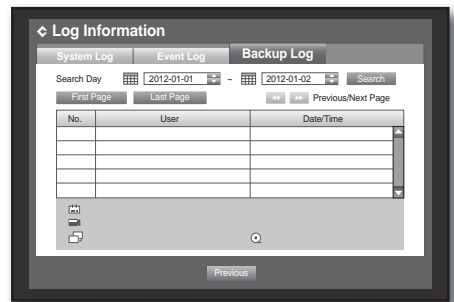 Log Information
System Log Event Log Backup Log
Search Day 2012-01-01 ~ 2012-01-02 Search
First Page Last Page Previous/Next Page
No. User Date/Time
Previous